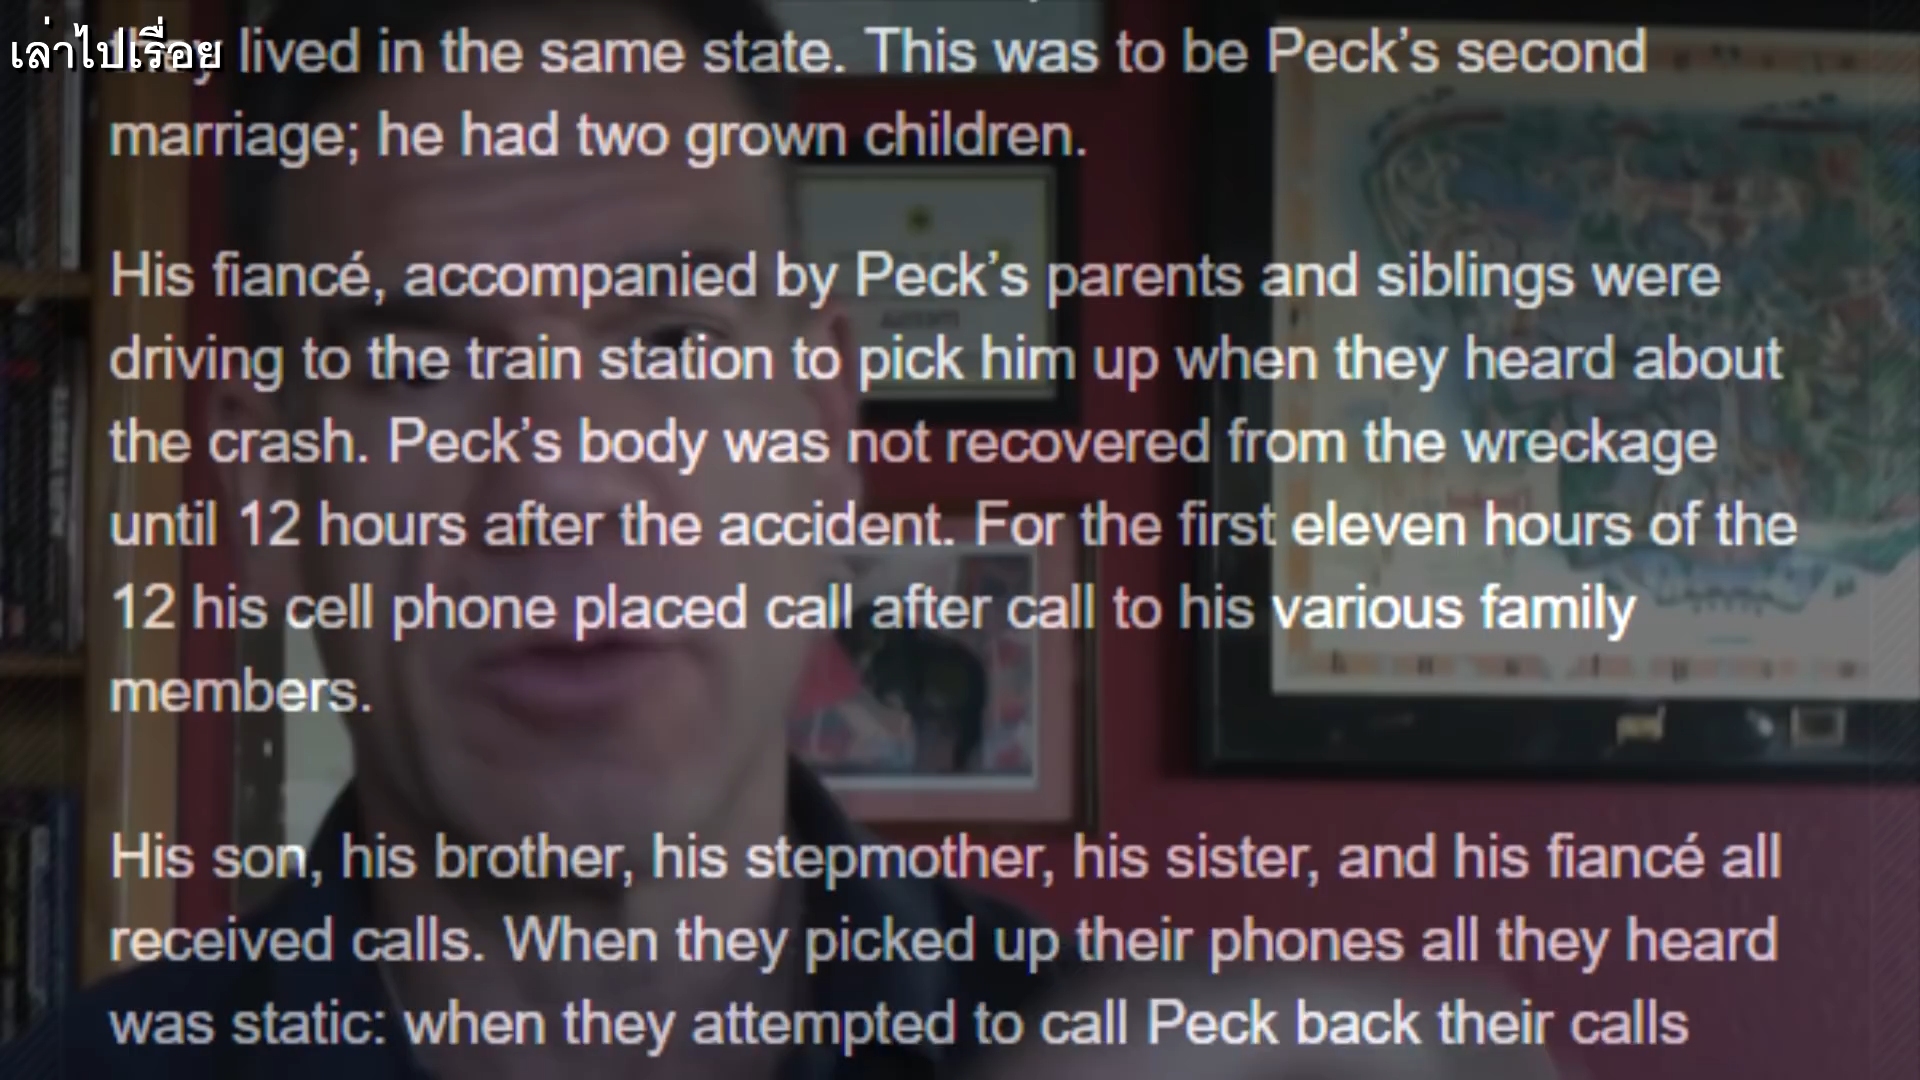 เล่าไปเรื่อย
they lived in the same state. This was to be Peck’s second
marriage; he had two grown children.
His fiancé, accompanied by Peck’s parents and siblings were
driving to the train station to pick him up when they heard about
the crash. Peck’s body was not recovered from the wreckage
until 12 hours after the accident. For the first eleven hours of the
12 his cell phone placed call after call to his various family
members.
His son, his brother, his stepmother, his sister, and his fiancé all
received calls. When they picked up their phones all they heard
was static: when they attempted to call Peck back their calls